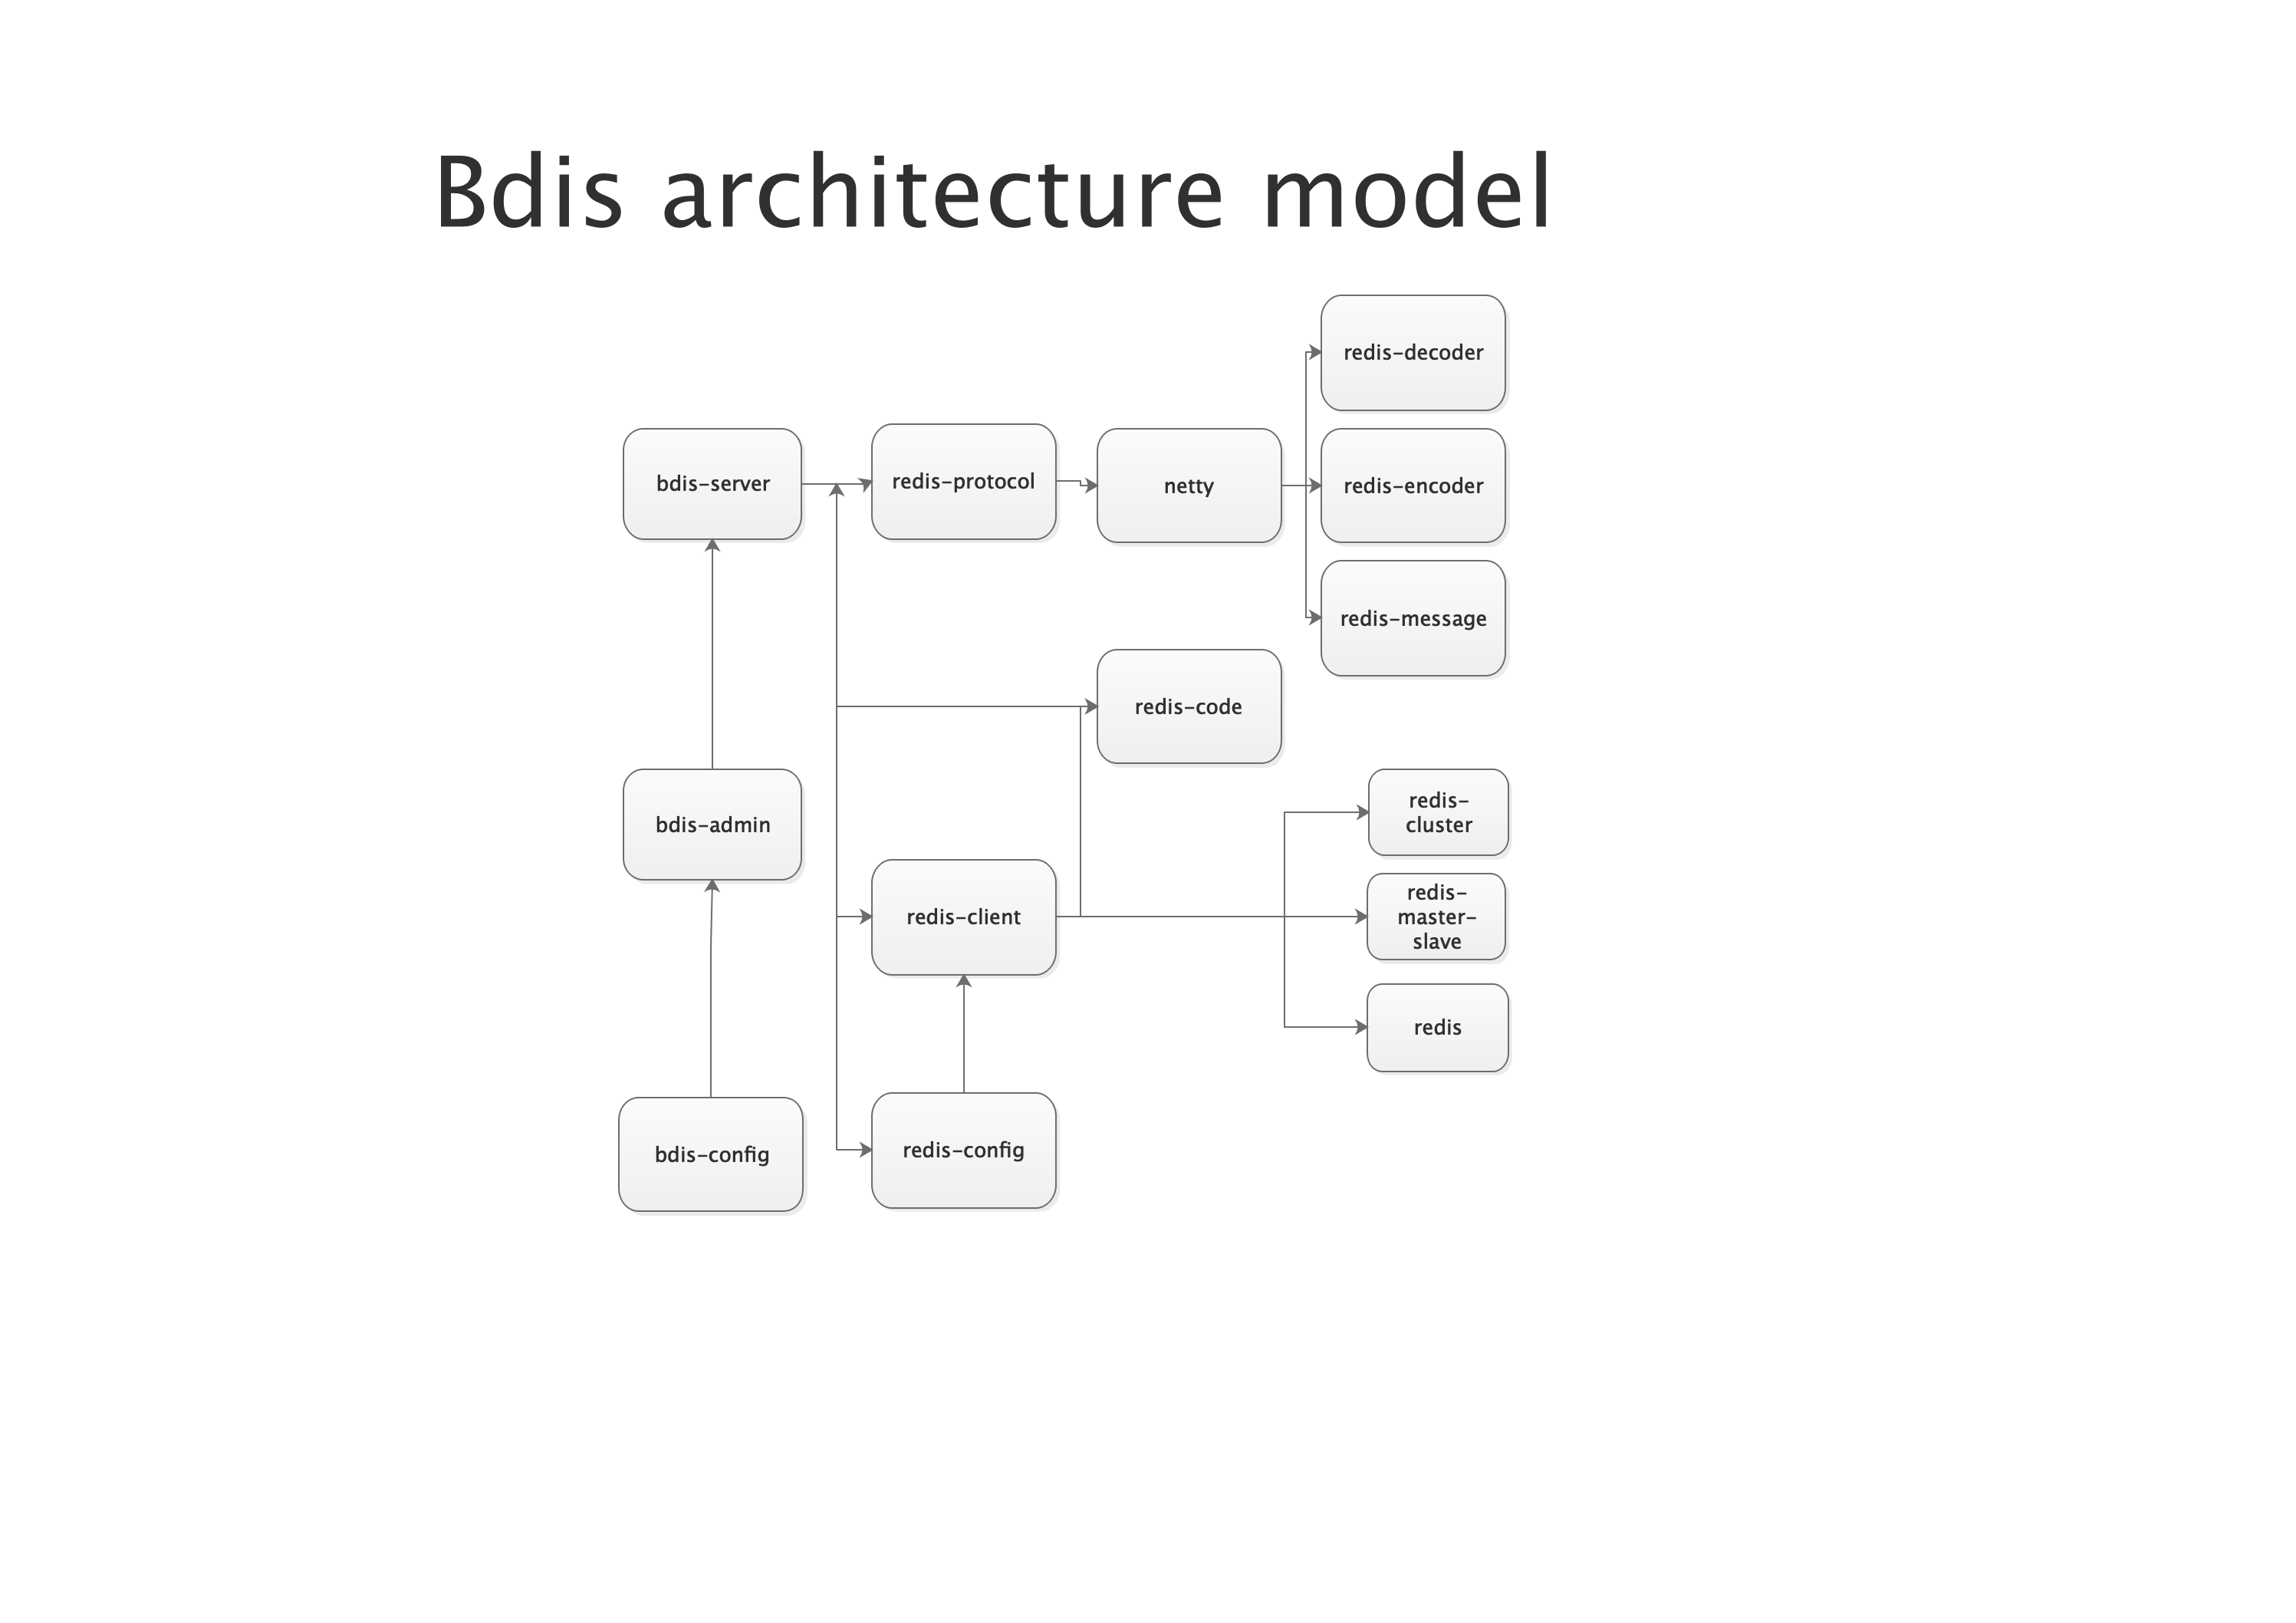 Bdis architecture model
redis-decoder
bdis-server
redis-protocol
netty
redis-encoder
redis-message
redis-code
bdis-admin
redis-
cluster
redis-client
redis-
master-
slave
redis
bdis-config
redis-config